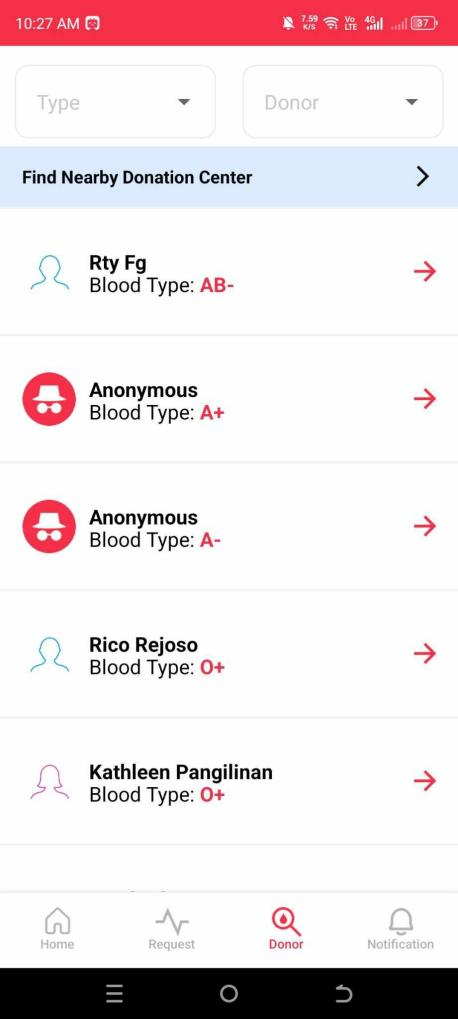 10:27 AM
7.59 K/S Vo LTE 4G 37
Type Donor
Find Nearby Donation Center
Rty Fg
Blood Type: AB-
Anonymous
Blood Type: A+
Anonymous
Blood Type: A-
Rico Rejoso
Blood Type: O+
Kathleen Pangilinan
Blood Type: O+
Home Request Donor Notification